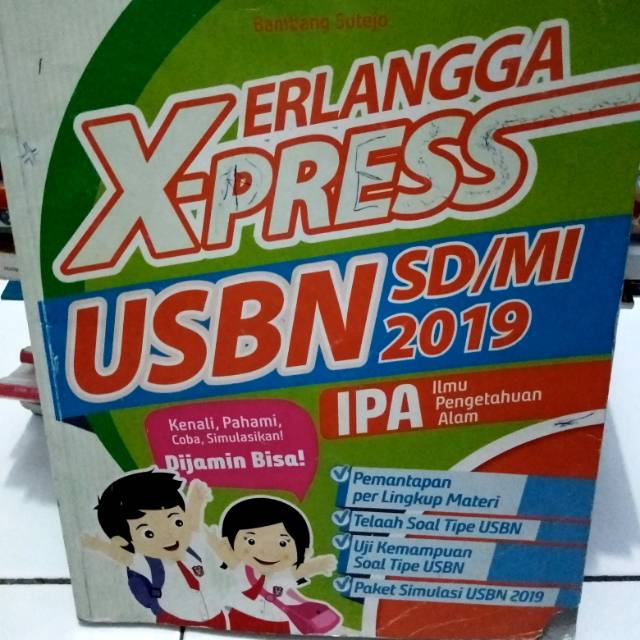 Bambang Sutejo
ERLANGGA
X-PRESS
USBN SD/MI
2019
IPA Ilmu
Pengetahuan
Alam
Kenali, Pahami,
Coba, Simulasikan!
Dijamin Bisa!
Pemantapan
per Lingkup Materi
Telaah Soal Tipe USBN
Uji Kemampuan
Soal Tipe USBN
Paket Simulasi USBN 2019